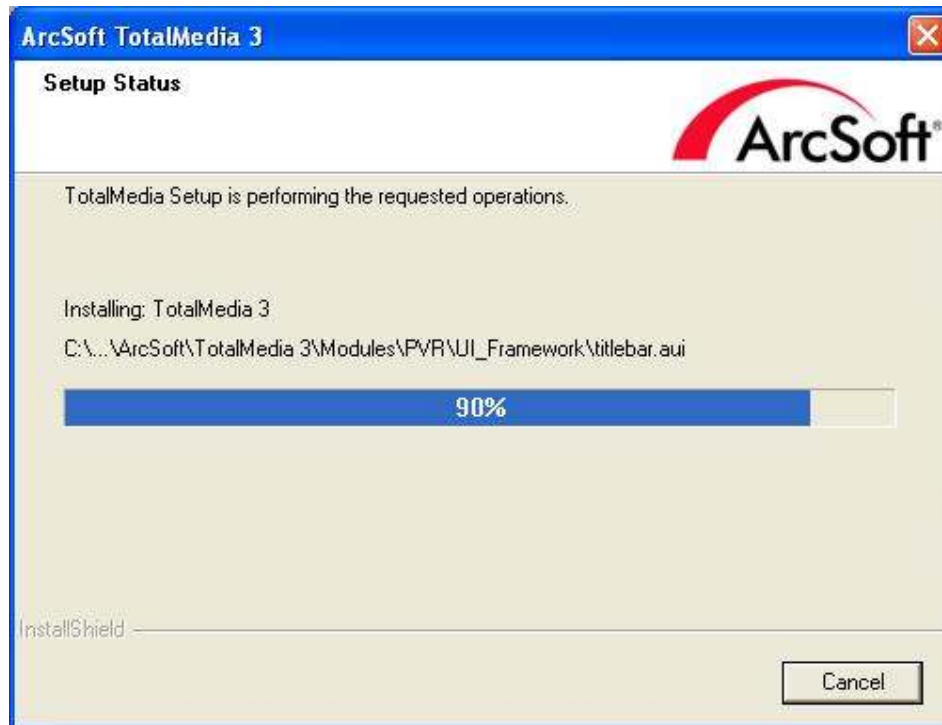 ArcSoft TotalMedia 3
Setup Status
ArcSoft®
TotalMedia Setup is performing the requested operations.
Installing: TotalMedia 3
C:\...\ArcSoft\TotalMedia 3\Modules\PVR\UI_Framework\titlebar.aui
90%
InstallShield
Cancel